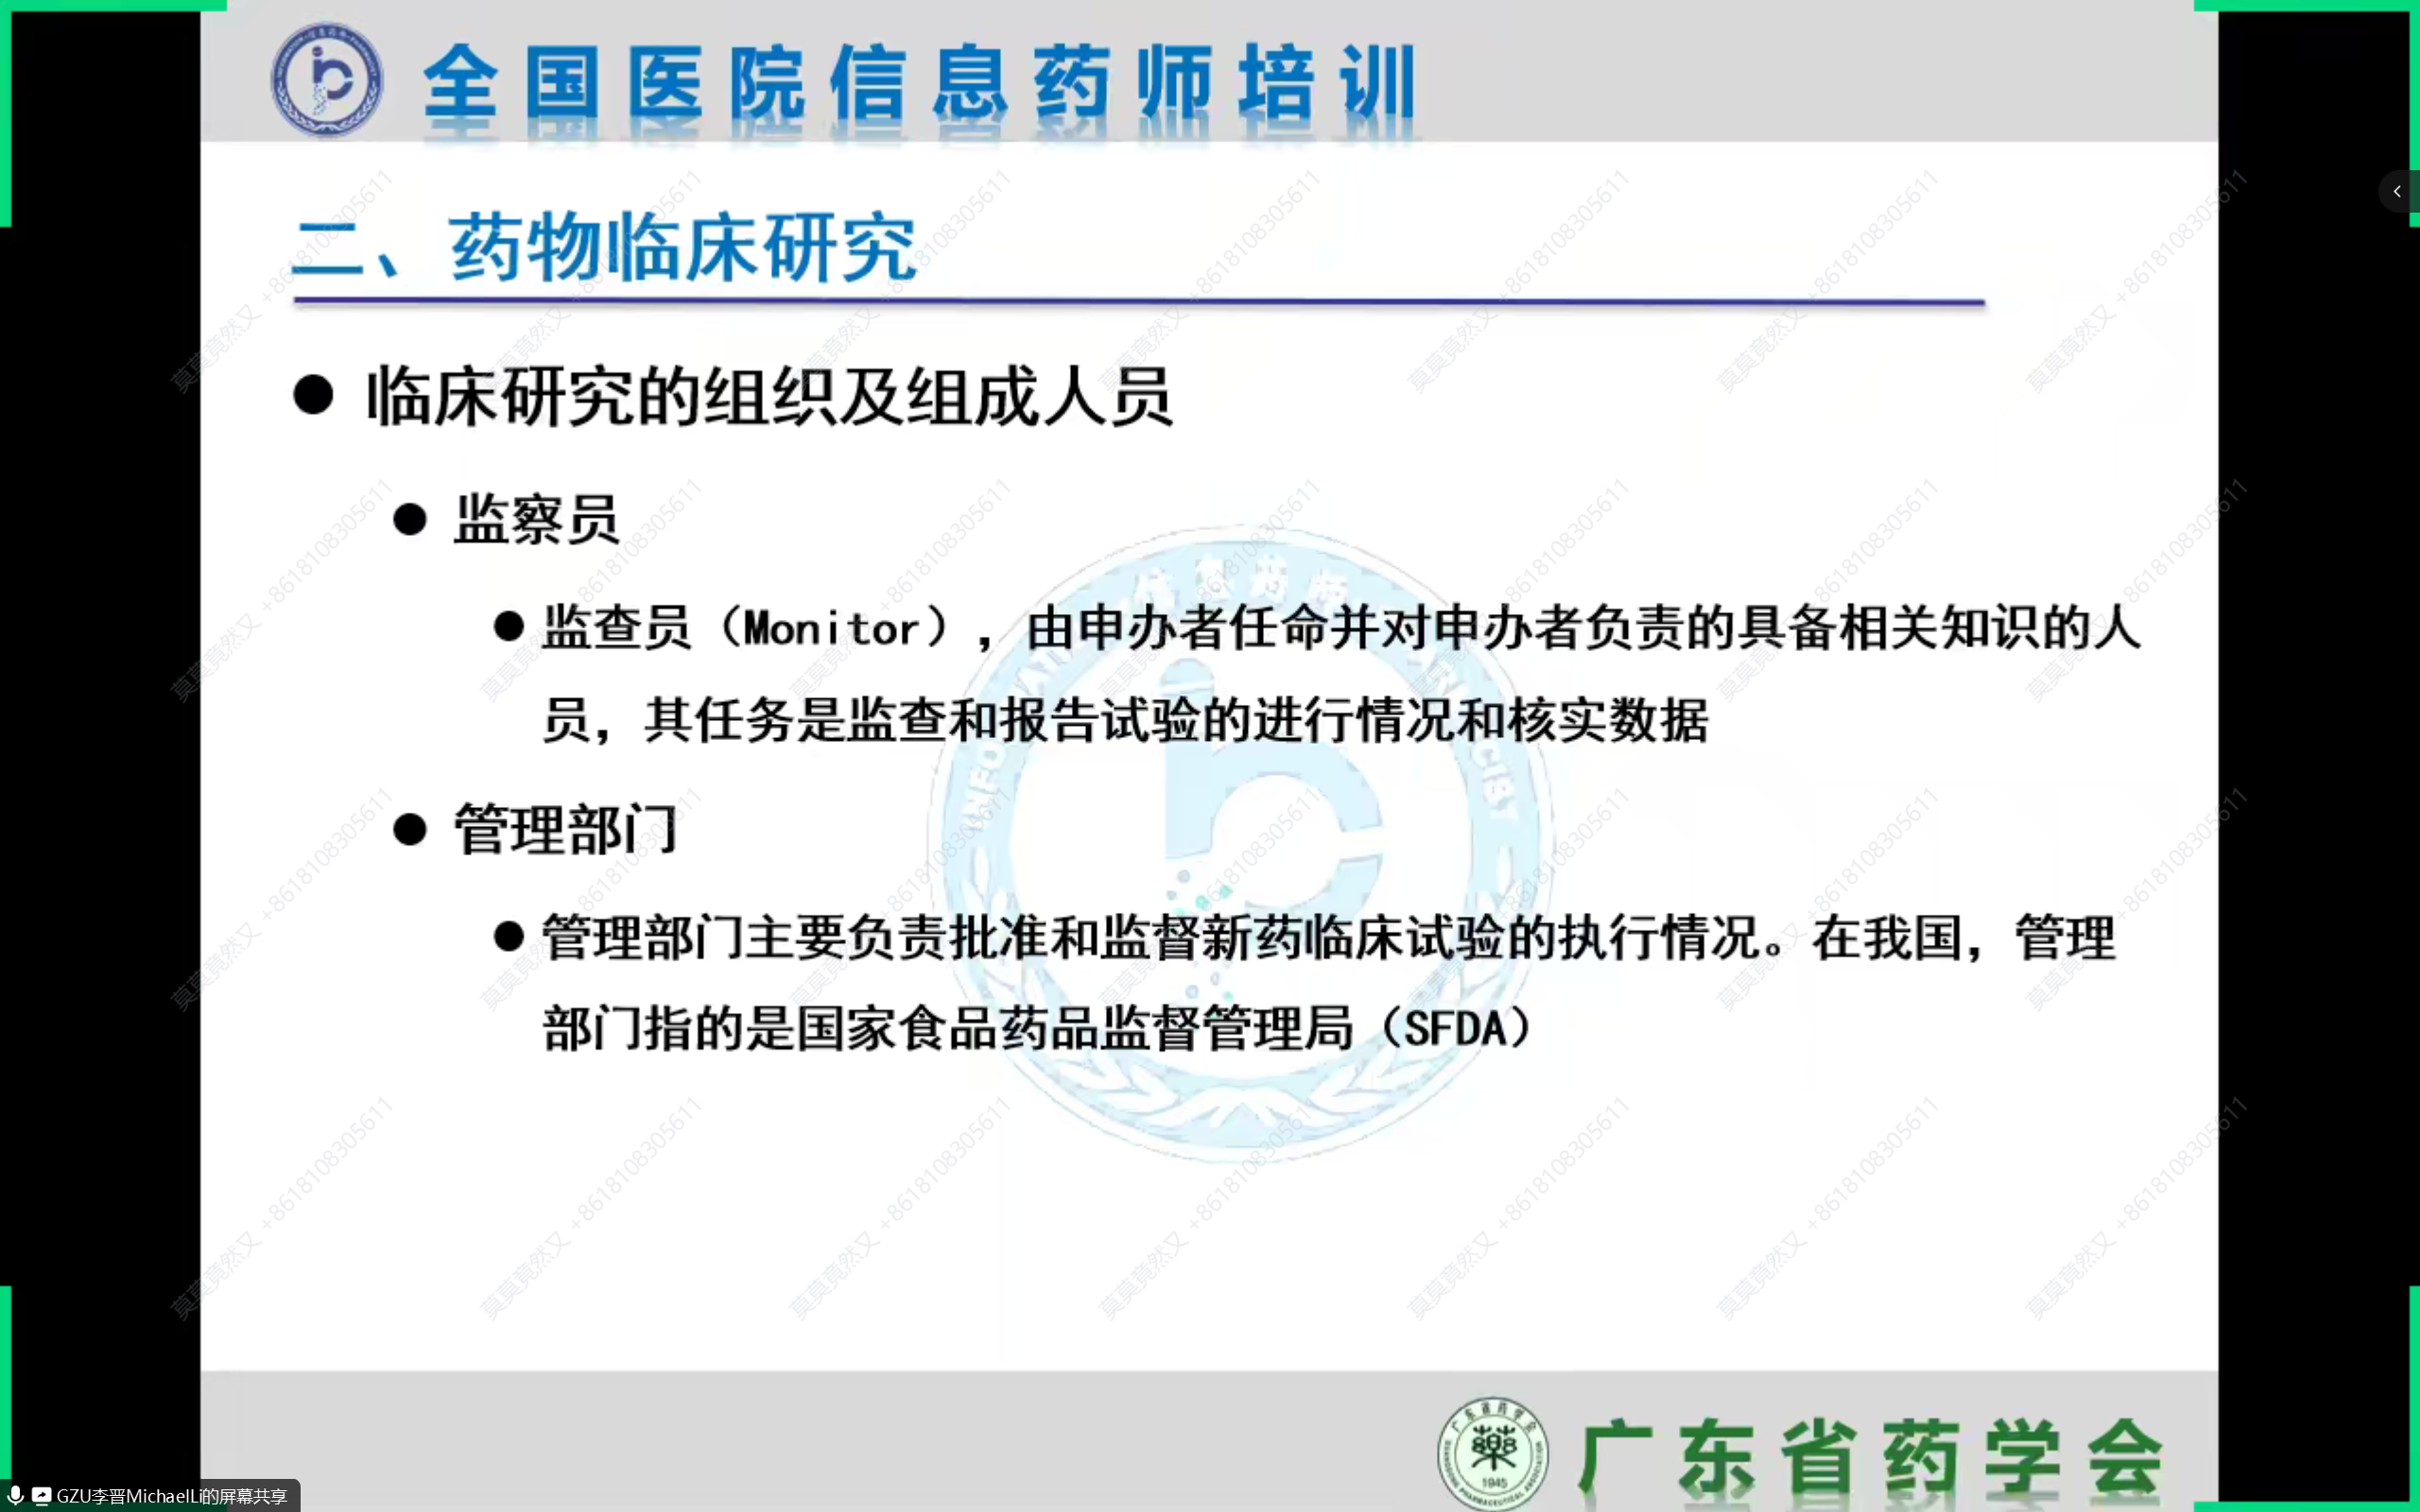 全国医院信息药师培训
二、药物临床研究
临床研究的组织及组成人员
监察员
监查员（Monitor），由申办者任命并对申办者负责的具备相关知识的人
员，其任务是监查和报告试验的进行情况和核实数据
管理部门
管理部门主要负责批准和监督新药临床试验的执行情况。在我国，管理
部门指的是国家食品药品监督管理局（SFDA）
广东省药学会
1945
GZU李晋MichaelLi的屏幕共享
莫莫竟然又 +8618108305611